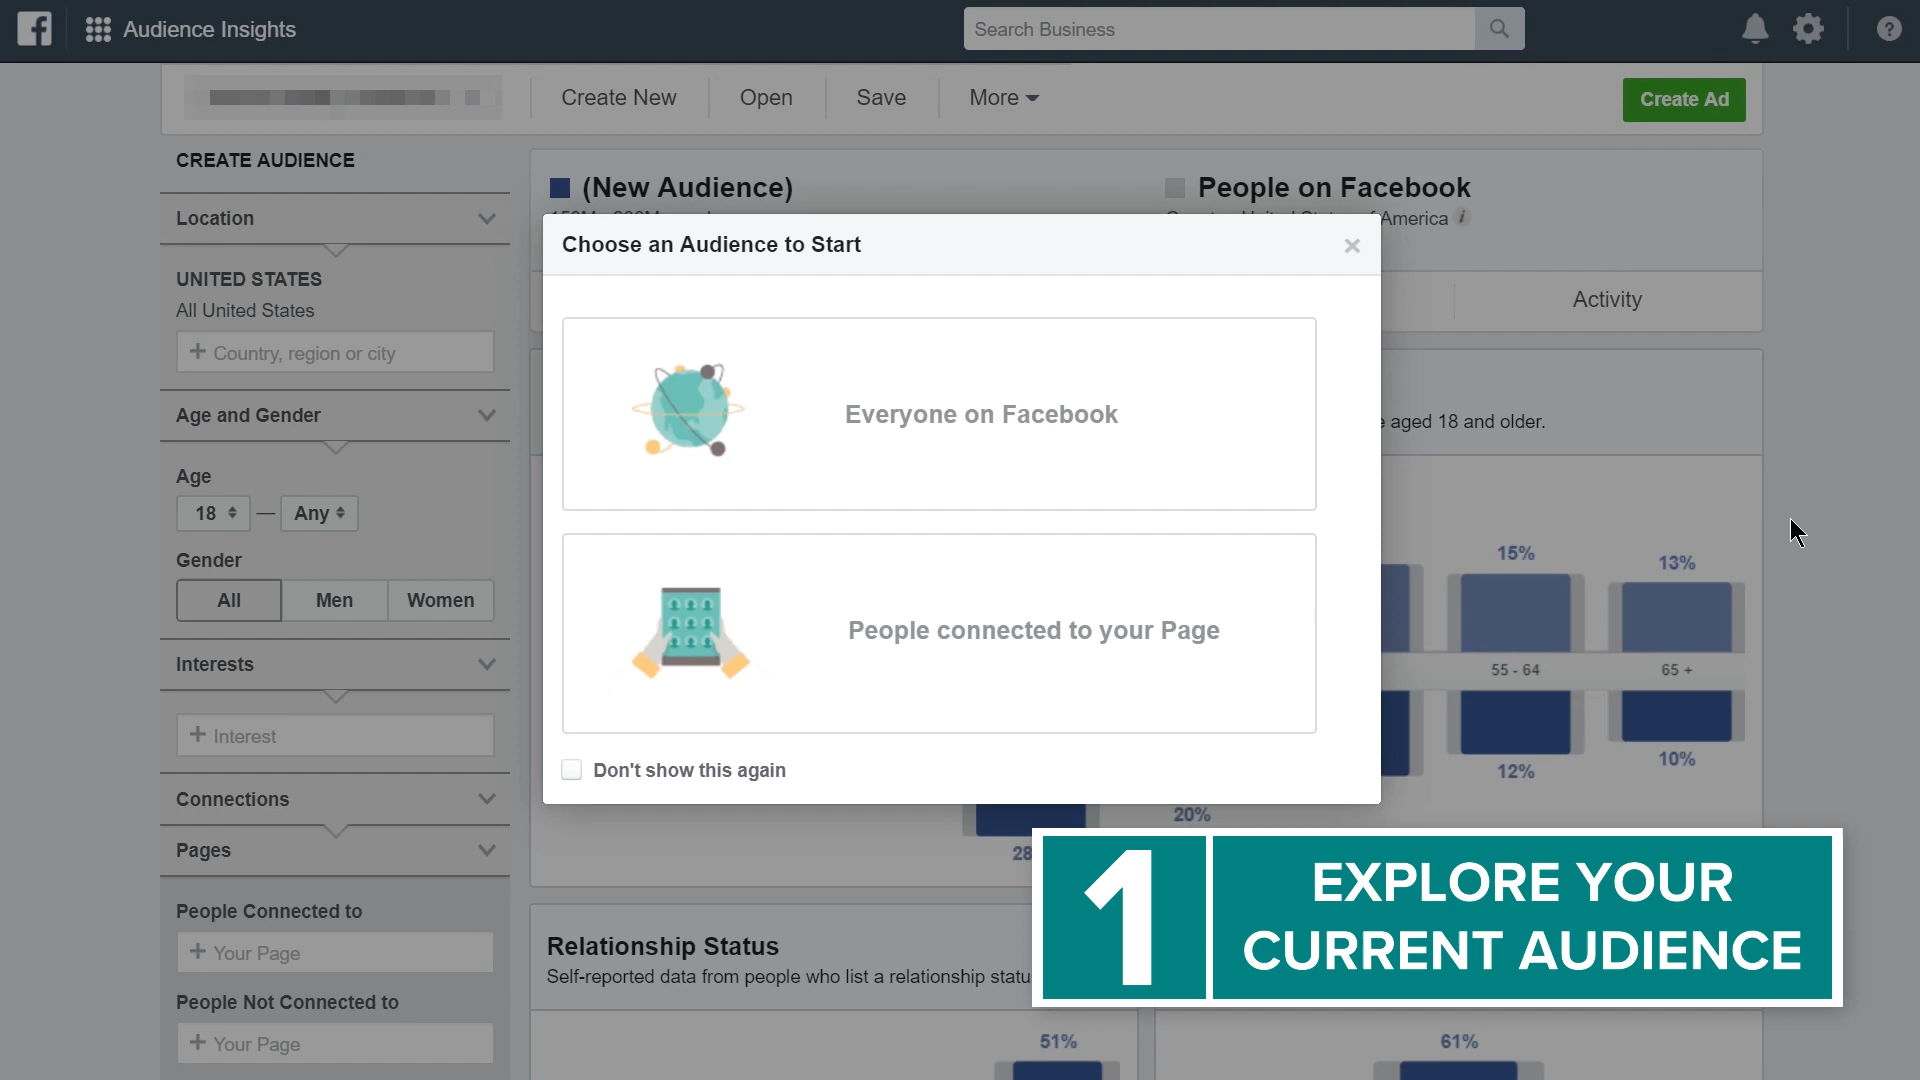 Audience Insights
Search Business
Create New
Open
Save
More
Create Ad
CREATE AUDIENCE
Location
UNITED STATES
All United States
+ Country, region or city
Age and Gender
Age
18 — Any
Gender
All
Men
Women
Interests
+ Interest
Connections
Pages
People Connected to
+ Your Page
People Not Connected to
+ Your Page
(New Audience)
People on Facebook
America
Activity
Choose an Audience to Start
Everyone on Facebook
People connected to your Page
Don't show this again
aged 18 and older.
15%
13%
55 - 64
65 +
12%
10%
20%
28
Relationship Status
Self-reported data from people who list a relationship statu
51%
61%
1
EXPLORE YOUR
CURRENT AUDIENCE